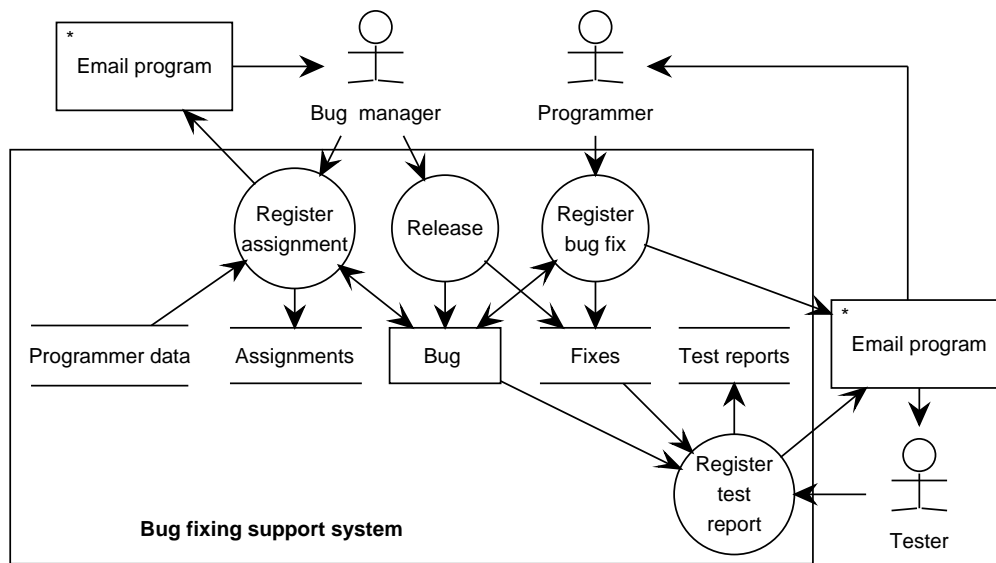 *
Email program
Bug manager
Programmer
Register
assignment
Release
Register
bug fix
*
Email program
Programmer data
Assignments
Bug
Fixes
Test reports
Register
test
report
Bug fixing support system
Tester